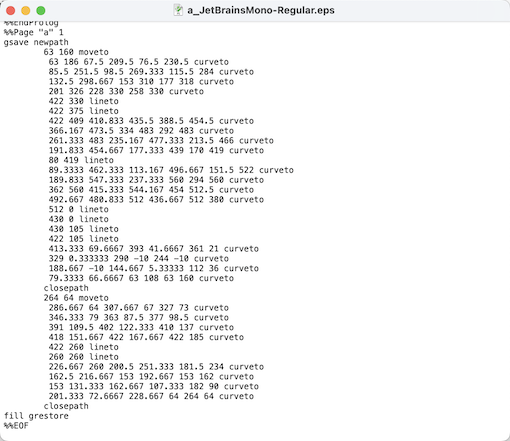 a_JetBrainsMono-Regular.eps
%%EndProlog
%%Page "a" 1
gsave newpath
63 160 moveto
63 186 67.5 209.5 76.5 230.5 curveto
85.5 251.5 98.5 269.333 115.5 284 curveto
132.5 298.667 153 310 177 318 curveto
201 326 228 330 258 330 curveto
422 330 lineto
422 375 lineto
422 409 410.833 435.5 388.5 454.5 curveto
366.167 473.5 334 483 292 483 curveto
261.333 483 235.167 477.333 213.5 466 curveto
191.833 454.667 177.333 439 170 419 curveto
80 419 lineto
89.3333 462.333 113.167 496.667 151.5 522 curveto
189.833 547.333 237.333 560 294 560 curveto
362 560 415.333 544.167 454 512.5 curveto
492.667 480.833 512 436.667 512 380 curveto
512 0 lineto
430 0 lineto
430 105 lineto
422 105 lineto
413.333 69.6667 393 41.6667 361 21 curveto
329 0.333333 290 -10 244 -10 curveto
188.667 -10 144.667 5.33333 112 36 curveto
79.3333 66.6667 63 108 63 160 curveto
closepath
264 64 moveto
286.667 64 307.667 67 327 73 curveto
346.333 79 363 87.5 377 98.5 curveto
391 109.5 402 122.333 410 137 curveto
418 151.667 422 167.667 422 185 curveto
422 260 lineto
260 260 lineto
226.667 260 200.5 251.333 181.5 234 curveto
162.5 216.667 153 192.667 153 162 curveto
153 131.333 162.667 107.333 182 90 curveto
201.333 72.6667 228.667 64 264 64 curveto
closepath
fill grestore
%%EOF